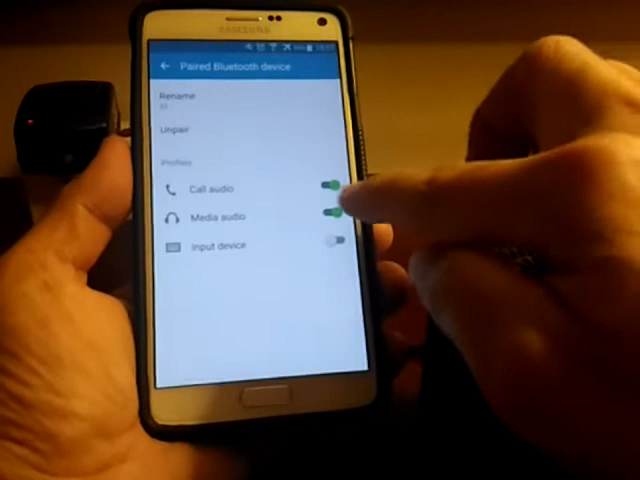 SAMSUNG
Paired Bluetooth device
Rename
Unpair
Profiles
Call audio
Media audio
Input device